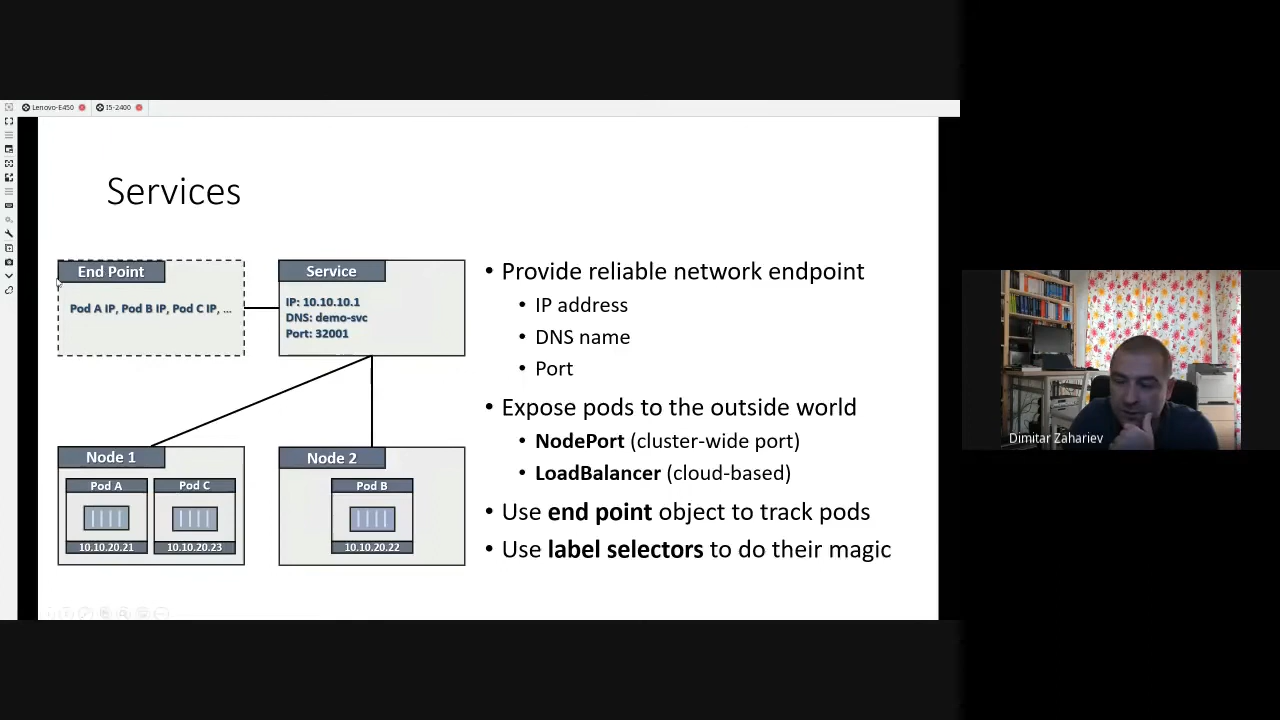 Lenovo-E450
I5-2400
Services
End Point
Pod A IP, Pod B IP, Pod C IP, ...
Service
IP: 10.10.10.1
DNS: demo-svc
Port: 32001
Node 1
Pod A
10.10.20.21
Pod C
10.10.20.23
Node 2
Pod B
10.10.20.22
• Provide reliable network endpoint
• IP address
• DNS name
• Port
• Expose pods to the outside world
• NodePort (cluster-wide port)
• LoadBalancer (cloud-based)
• Use end point object to track pods
• Use label selectors to do their magic
Dimitar Zahariev